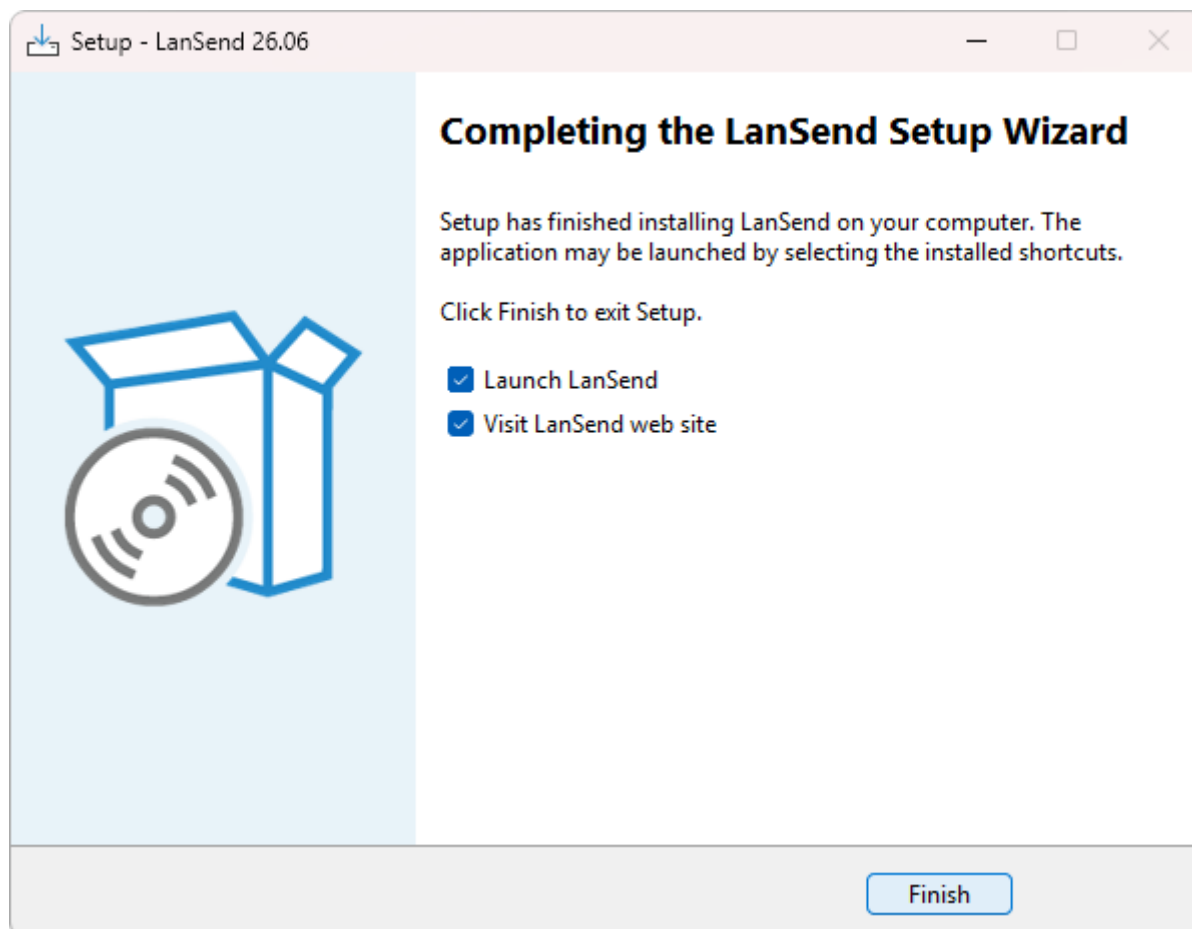 Setup - LanSend 26.06
Completing the LanSend Setup Wizard
Setup has finished installing LanSend on your computer. The
application may be launched by selecting the installed shortcuts.
Click Finish to exit Setup.
Launch LanSend
Visit LanSend web site
Finish